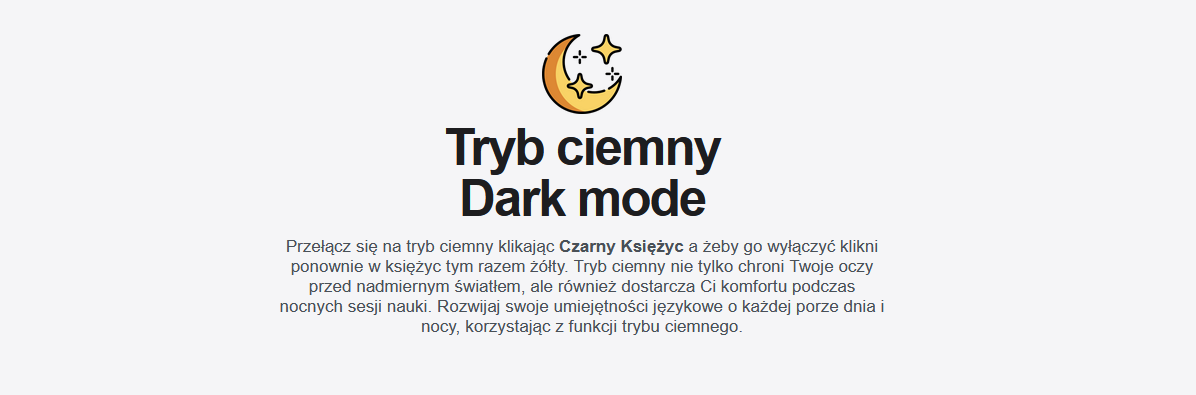 Tryb ciemny
Dark mode
Przełącz się na tryb ciemny klikając Czarny Księżyc a żeby go wyłączyć klikni
ponownie w księżyc tym razem żółty. Tryb ciemny nie tylko chroni Twoje oczy
przed nadmiernym światłem, ale również dostarcza Ci komfortu podczas
nocnych sesji nauki. Rozwijaj swoje umiejętności językowe o każdej porze dnia i
nocy, korzystając z funkcji trybu ciemnego.